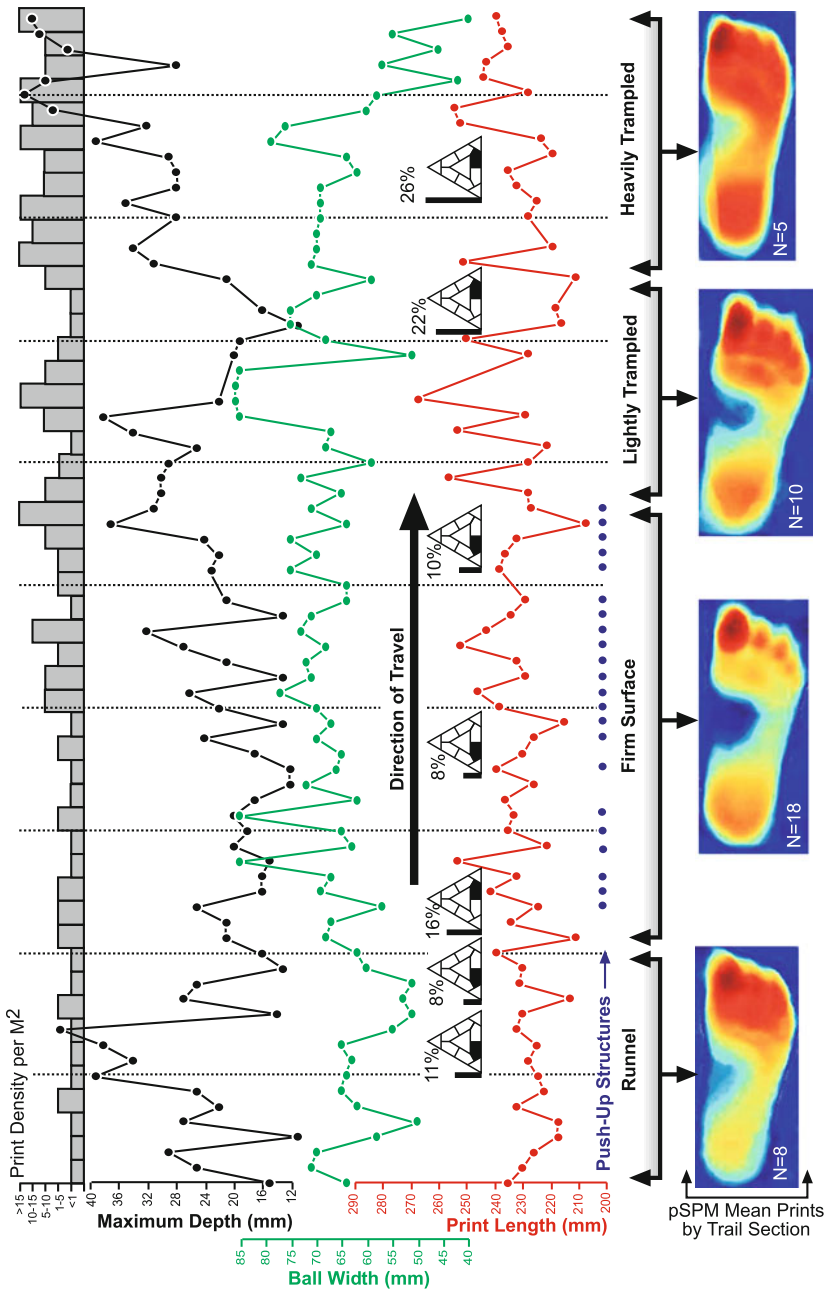 Print Density per M2
>15
10-15
5-10
1-5
<1
40
36
32
28
24
20
16
12
Maximum Depth (mm)
85
80
75
70
65
60
55
50
45
40
Ball Width (mm)
290
280
270
260
250
240
230
220
210
200
Print Length (mm)
Direction of Travel
11%
8%
16%
8%
10%
22%
26%
Push-Up Structures
Runnel
Firm Surface
Lightly Trampled
Heavily Trampled
N=8
N=18
N=10
N=5
pSPM Mean Prints
by Trail Section